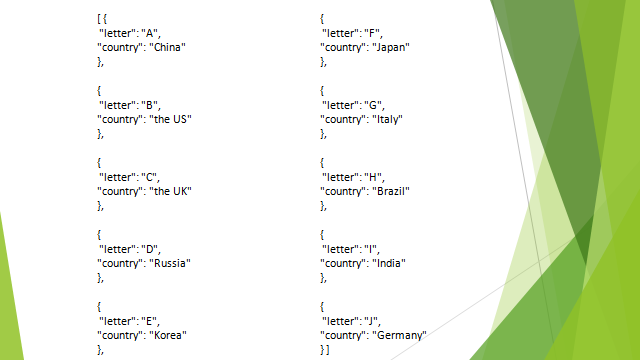 [ {
"letter": "A",
"country": "China"
},
{
"letter": "B",
"country": "the US"
},
{
"letter": "C",
"country": "the UK"
},
{
"letter": "D",
"country": "Russia"
},
{
"letter": "E",
"country": "Korea"
},
{
"letter": "F",
"country": "Japan"
},
{
"letter": "G",
"country": "Italy"
},
{
"letter": "H",
"country": "Brazil"
},
{
"letter": "I",
"country": "India"
},
{
"letter": "J",
"country": "Germany"
} ]